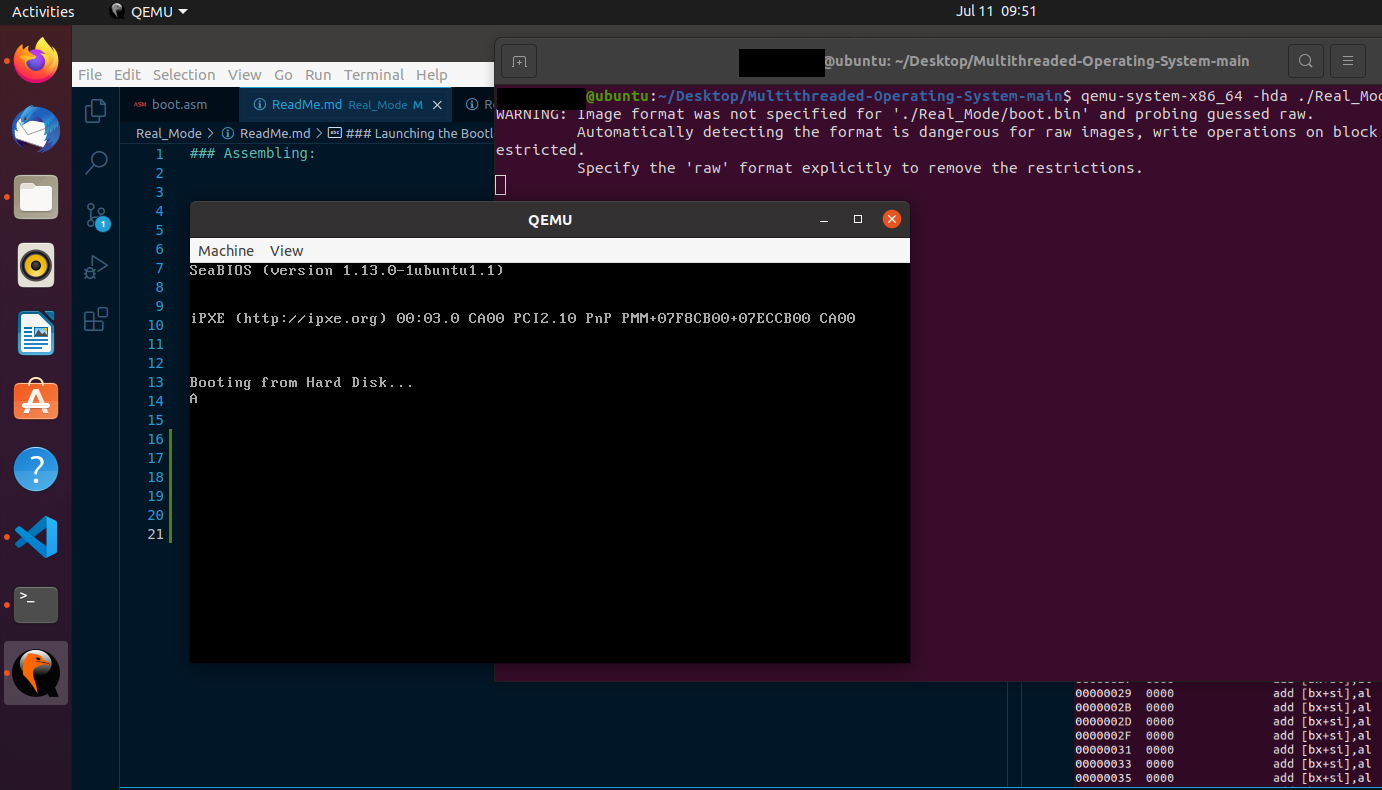 Activities QEMU Jul 11 09:51
File Edit Selection View Go Run Terminal Help
@ubuntu: ~/Desktop/Multithreaded-Operating-System-main
ASM boot.asm ReadMe.md Real_Mode M
Real_Mode > ReadMe.md > ### Launching the Bootl
1 ### Assembling:
2
3
4
5
6
7
8
9
10
11
12
13
14
15
16
17
18
19
20
21
1
@ubuntu:~/Desktop/Multithreaded-Operating-System-main$ qemu-system-x86_64 -hda ./Real_Mod
WARNING: Image format was not specified for './Real_Mode/boot.bin' and probing guessed raw.
Automatically detecting the format is dangerous for raw images, write operations on block
estricted.
Specify the 'raw' format explicitly to remove the restrictions.
QEMU
Machine View
SeaBIOS (version 1.13.0-1ubuntu1.1)
iPXE (http://ipxe.org) 00:03.0 CA00 PCI2.10 PnP PMM+07F8CB00+07ECCB00 CA00
Booting from Hard Disk...
A
00000029 0000 add [bx+si],al
0000002B 0000 add [bx+si],al
0000002D 0000 add [bx+si],al
0000002F 0000 add [bx+si],al
00000031 0000 add [bx+si],al
00000033 0000 add [bx+si],al
00000035 0000 add [bx+si],al